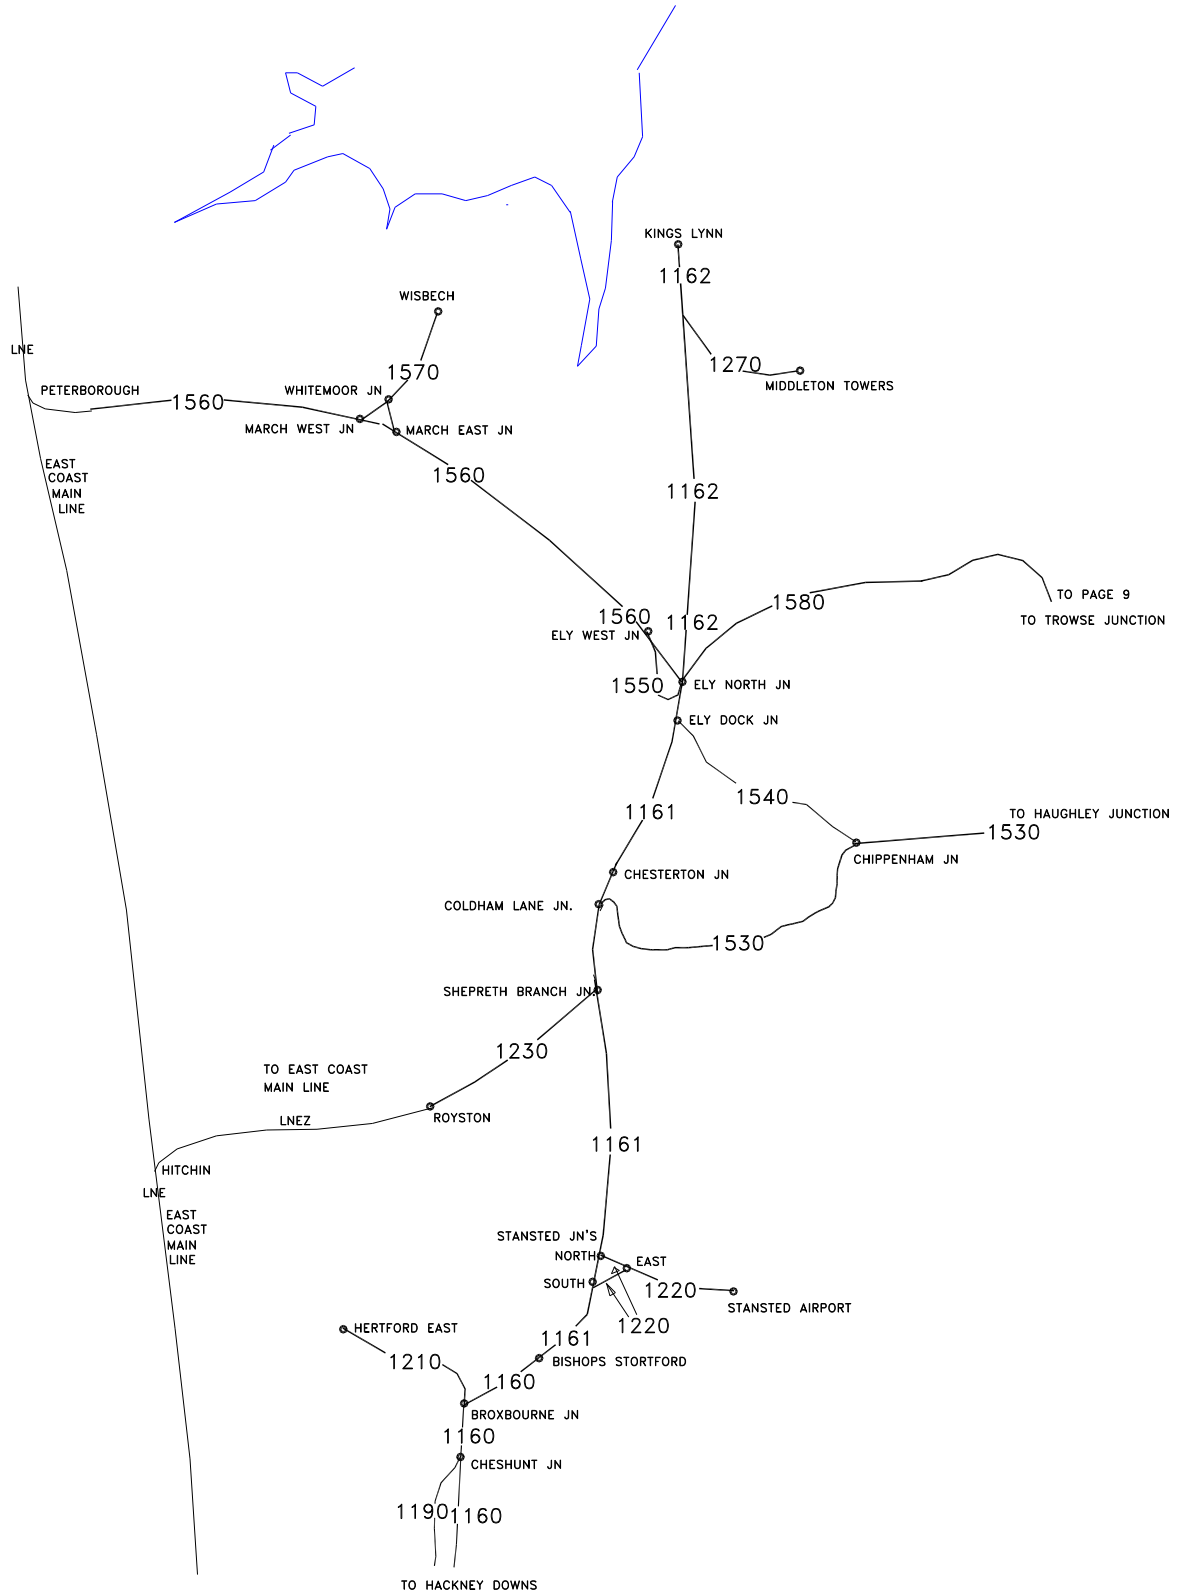 KINGS LYNN
1162
WISBECH
LNE
1570
1270
PETERBOROUGH
WHITEMOOR JN
MIDDLETON TOWERS
1560
MARCH WEST JN
MARCH EAST JN
EAST
COAST
MAIN
LINE
1560
1162
1580
TO PAGE 9
TO TROWSE JUNCTION
1560
1162
ELY WEST JN
1550
ELY NORTH JN
ELY DOCK JN
1540
1161
TO HAUGHLEY JUNCTION
1530
CHIPPENHAM JN
CHESTERTON JN
COLDHAM LANE JN.
1530
SHEPRETH BRANCH JN.
1230
TO EAST COAST
MAIN LINE
LNEZ
ROYSTON
1161
HITCHIN
LNE
EAST
COAST
MAIN
LINE
STANSTED JN'S
NORTH
EAST
SOUTH
1220
STANSTED AIRPORT
1220
HERTFORD EAST
1161
BISHOPS STORTFORD
1210
1160
BROXBOURNE JN
1160
CHESHUNT JN
1190
1160
TO HACKNEY DOWNS